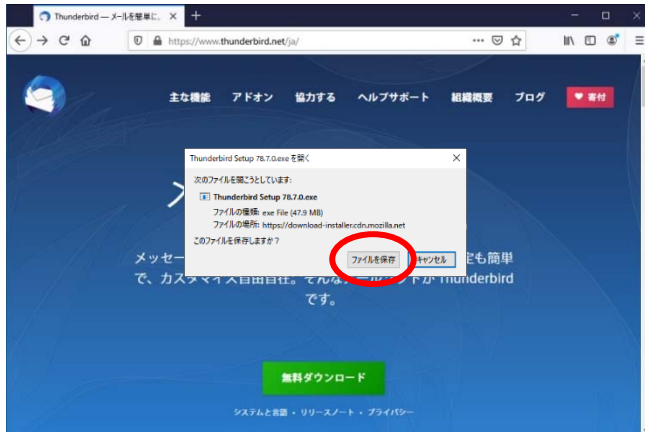 Thunderbird — メールを簡単に。
https://www.thunderbird.net/ja/
主な機能 アドオン 協力する ヘルプサポート 組織概要 ブログ ♥ 寄付
Thunderbird Setup 78.7.0.exe を開く
次のファイルを開こうとしています:
Thunderbird Setup 78.7.0.exe
ファイルの種類: exe File (47.9 MB)
ファイルの場所: https://download-installer.cdn.mozilla.net
このファイルを保存しますか？
ファイルを保存 キャンセル
メッセー 定も簡単
で、カスタマイズ自由自在。そんなメールソフトが Thunderbird
です。
無料ダウンロード
システムと言語 • リリースノート • プライバシー